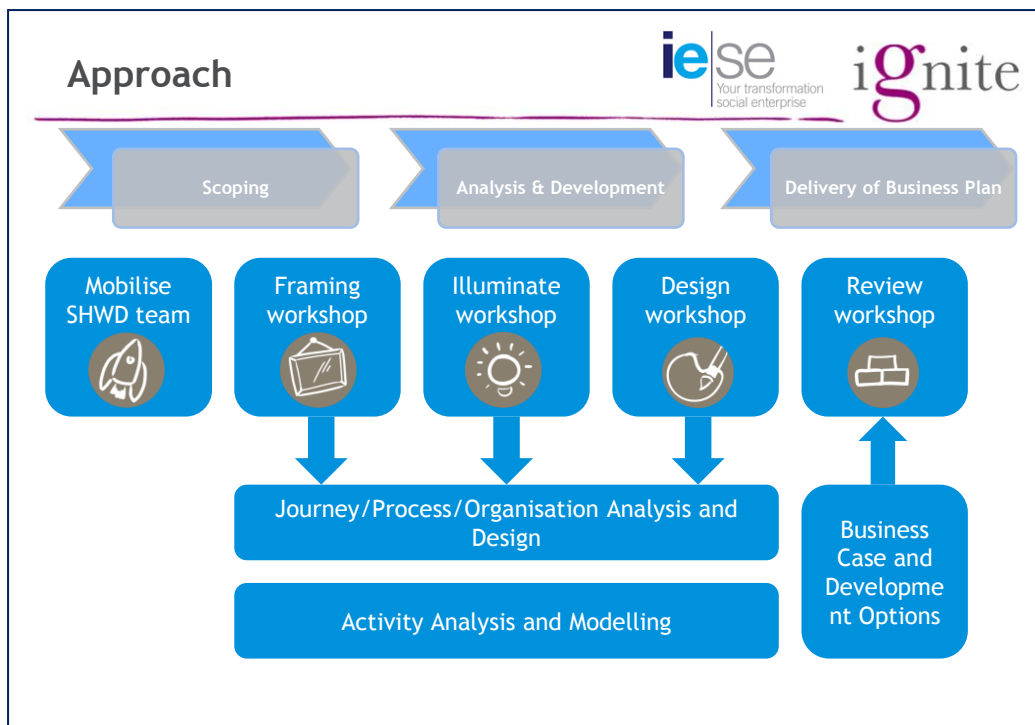 Approach
ie|se
Your transformation
social enterprise
ignite
Scoping
Analysis & Development
Delivery of Business Plan
Mobilise
SHWD team
Framing
workshop
Illuminate
workshop
Design
workshop
Review
workshop
Journey/Process/Organisation Analysis and
Design
Activity Analysis and Modelling
Business
Case and
Developme
nt Options